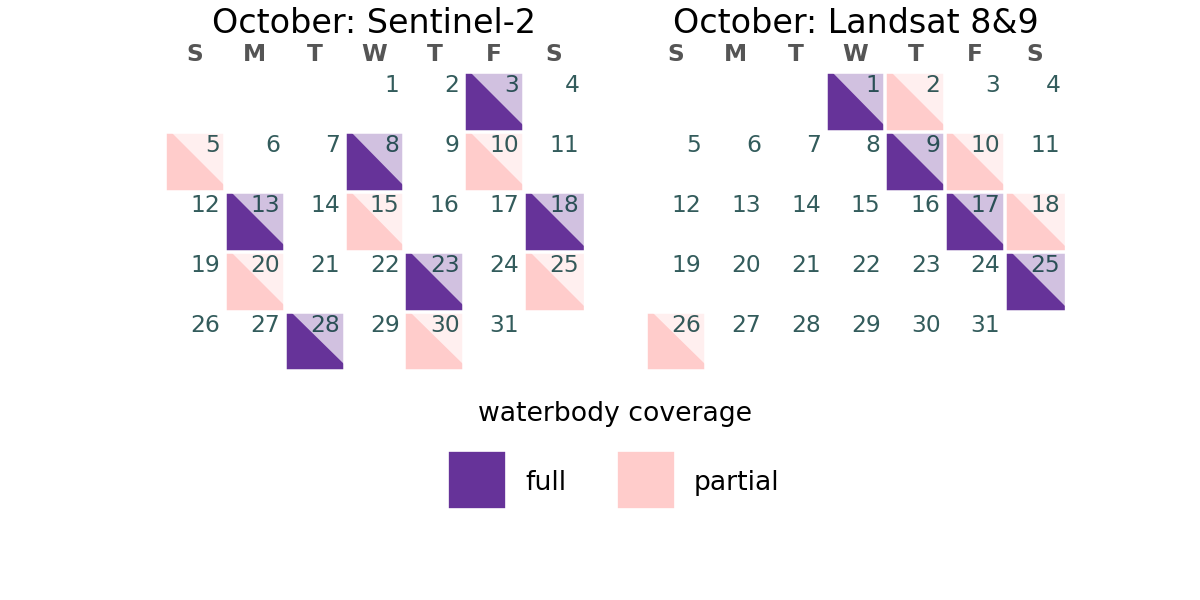 October: Sentinel-2
S M T W T F S
1 2 3 4
5 6 7 8 9 10 11
12 13 14 15 16 17 18
19 20 21 22 23 24 25
26 27 28 29 30 31
October: Landsat 8&9
S M T W T F S
1 2 3 4
5 6 7 8 9 10 11
12 13 14 15 16 17 18
19 20 21 22 23 24 25
26 27 28 29 30 31
waterbody coverage
full partial